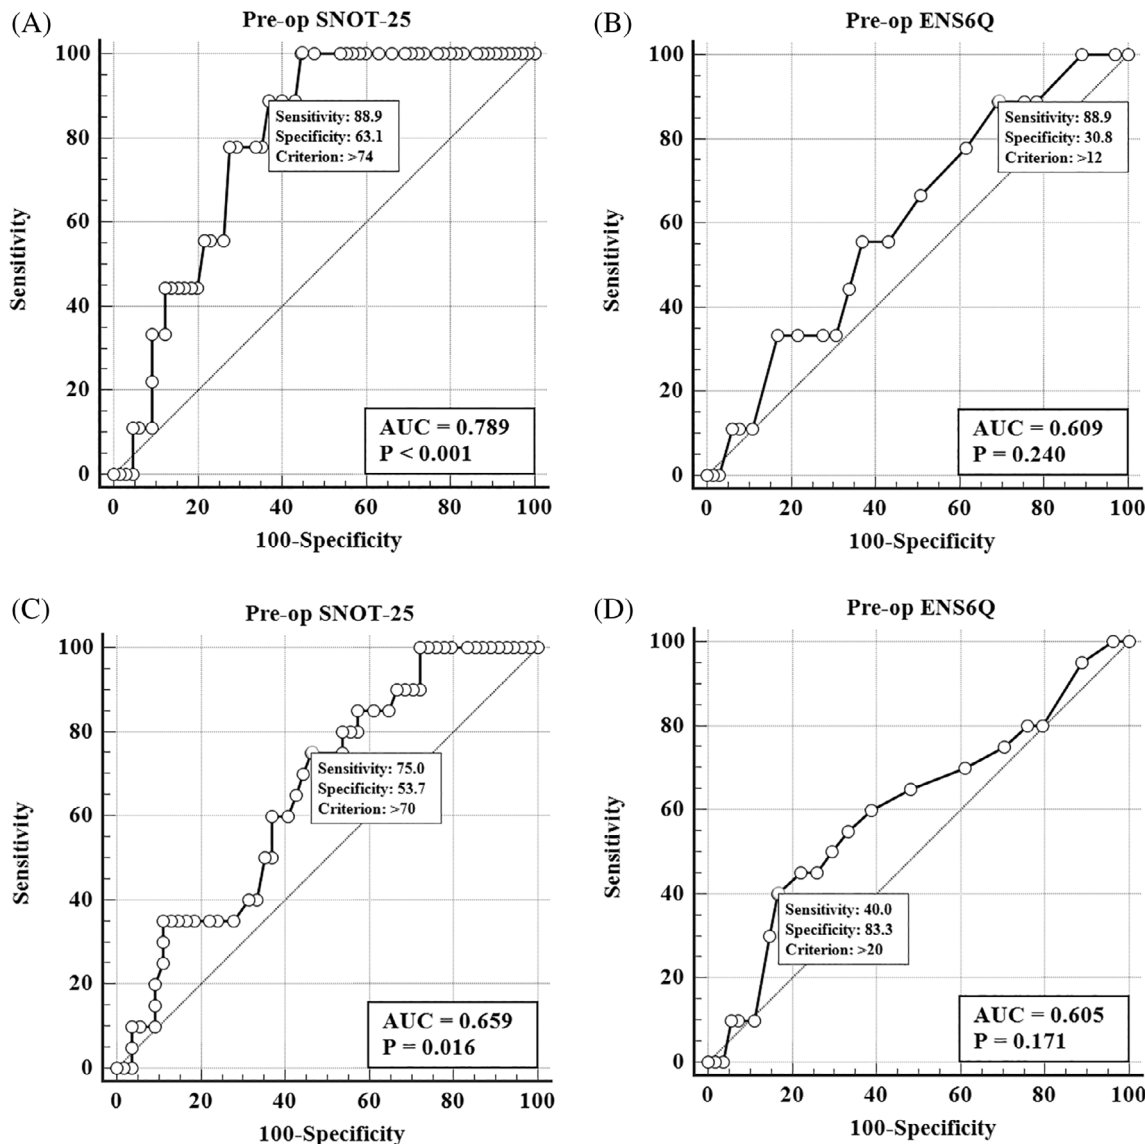 (A)
Pre-op SNOT-25
100
80
60
40
20
0
Sensitivity
Sensitivity: 88.9
Specificity: 63.1
Criterion: >74
AUC = 0.789
P < 0.001
0 20 40 60 80 100
100-Specificity
(B)
Pre-op ENS6Q
100
80
60
40
20
0
Sensitivity
Sensitivity: 88.9
Specificity: 30.8
Criterion: >12
AUC = 0.609
P = 0.240
0 20 40 60 80 100
100-Specificity
(C)
Pre-op SNOT-25
100
80
60
40
20
0
Sensitivity
Sensitivity: 75.0
Specificity: 53.7
Criterion: >70
AUC = 0.659
P = 0.016
0 20 40 60 80 100
100-Specificity
(D)
Pre-op ENS6Q
100
80
60
40
20
0
Sensitivity
Sensitivity: 40.0
Specificity: 83.3
Criterion: >20
AUC = 0.605
P = 0.171
0 20 40 60 80 100
100-Specificity